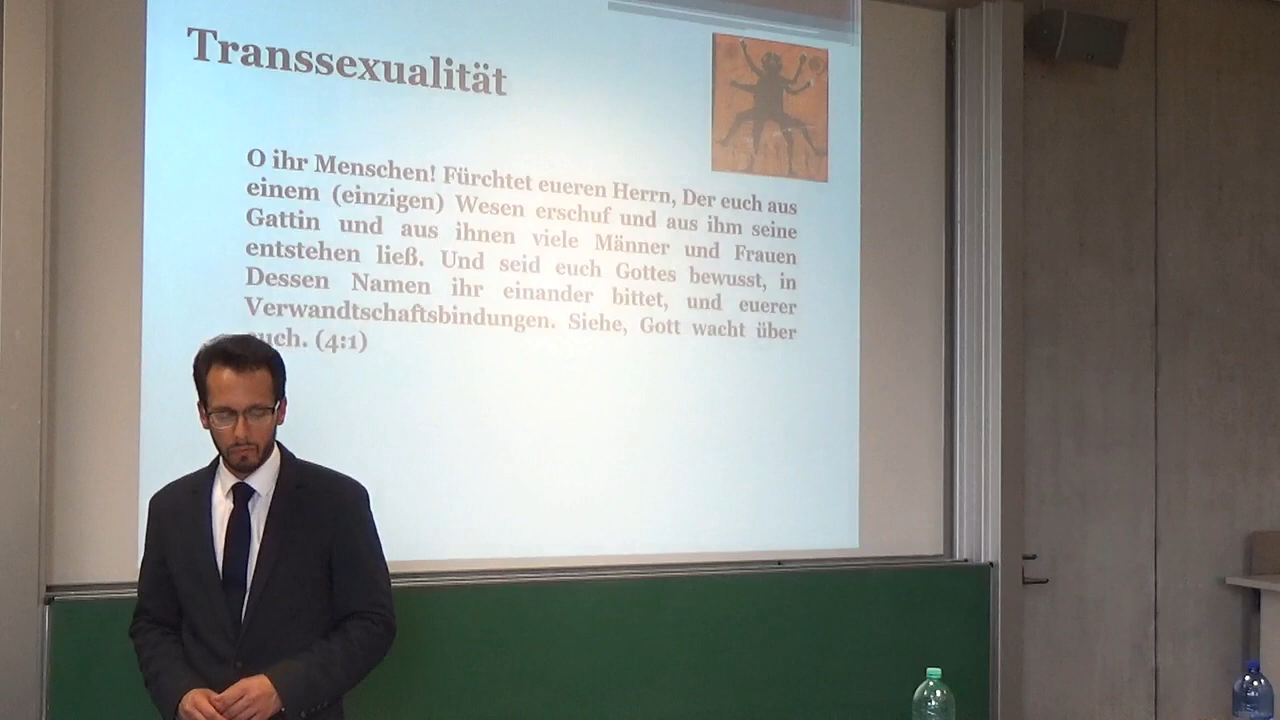 Transsexualität
O ihr Menschen! Fürchtet eueren Herrn, Der euch aus
einem (einzigen) Wesen erschuf und aus ihm seine
Gattin und aus ihnen viele Männer und Frauen
entstehen ließ. Und seid euch Gottes bewusst, in
Dessen Namen ihr einander bittet, und euerer
Verwandtschaftsbindungen. Siehe, Gott wacht über
euch. (4:1)